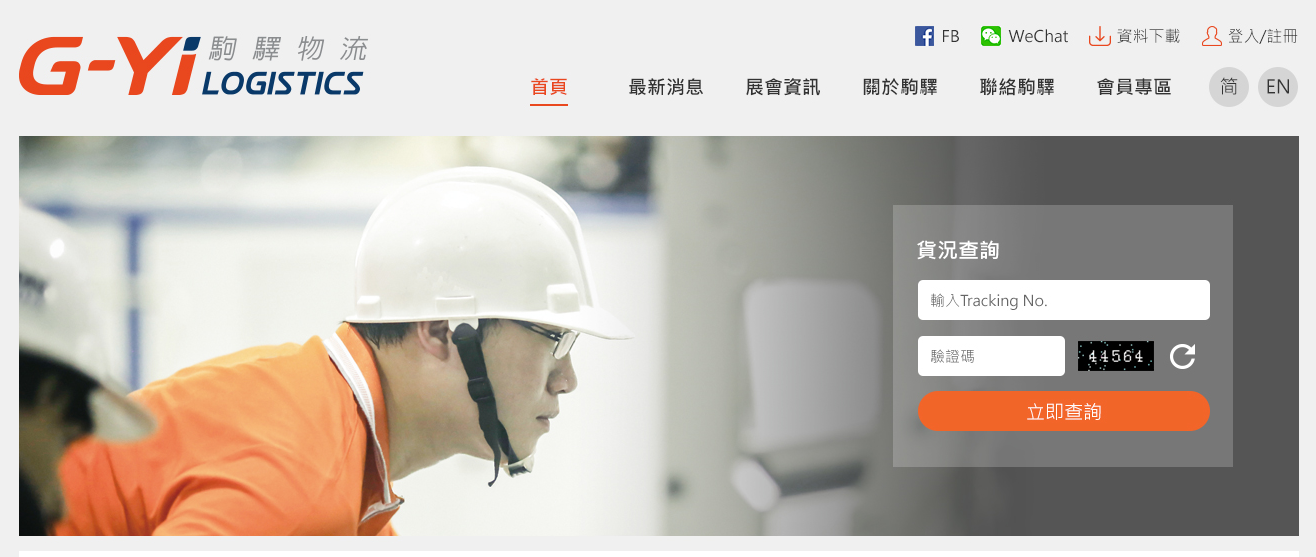 G-Yi 駒驛物流
LOGISTICS
FB WeChat 資料下載 登入/註冊
首頁 最新消息 展會資訊 關於駒驛 聯絡駒驛 會員專區 简 EN
貨況查詢
輸入Tracking No.
驗證碼 44564
立即查詢